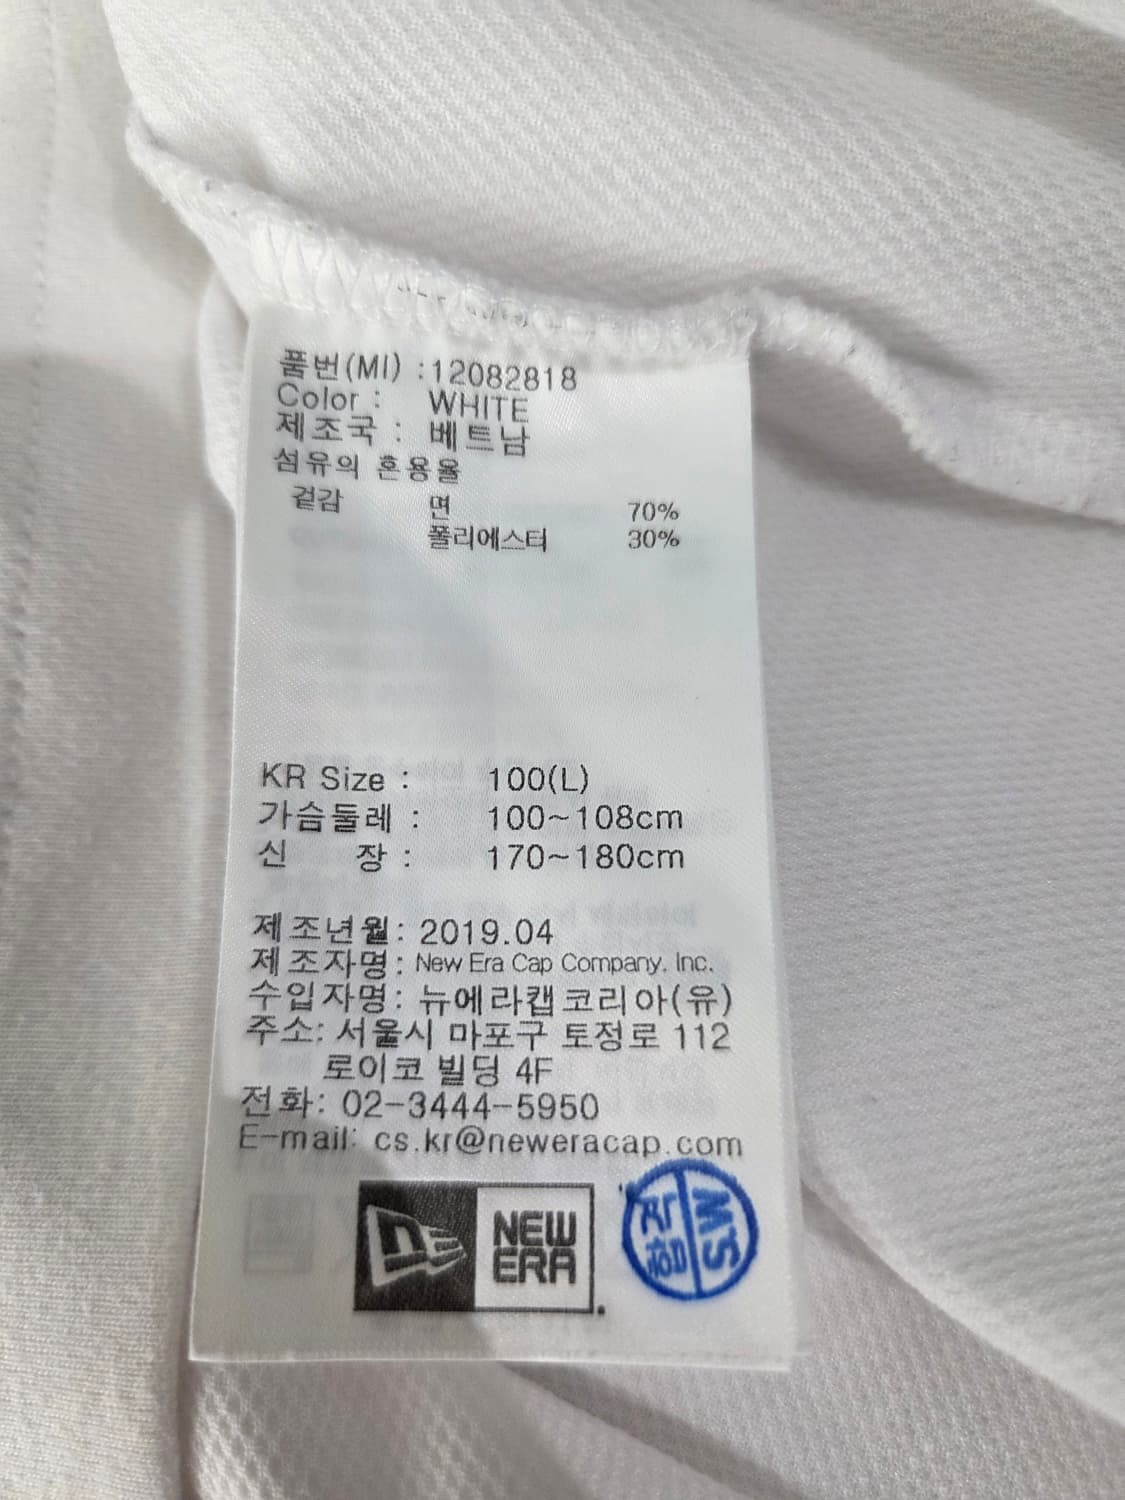 품번(MI) :12082818
Color : WHITE
제조국 : 베트남
섬유의 혼용율
겉감 면 70%
폴리에스터 30%
KR Size : 100(L)
가슴둘레 : 100~108cm
신 장 : 170~180cm
제조년월: 2019.04
제조자명: New Era Cap Company, Inc.
수입자명: 뉴에라캡코리아(유)
주소: 서울시 마포구 토정로 112
로이코 빌딩 4F
전화: 02-3444-5950
E-mail: cs.kr@neweracap.com
NEW
ERA
M'S